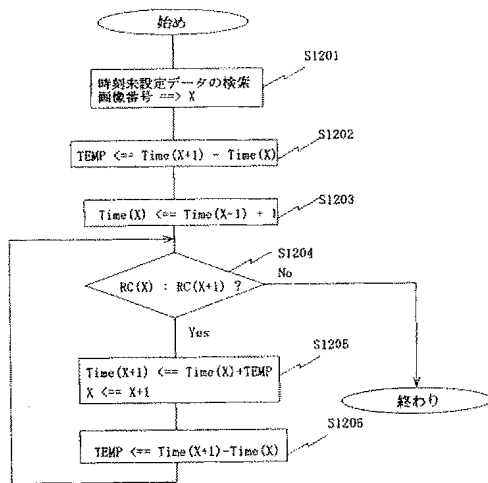 始め
S1201
時刻未設定データの検索
画像番号 ==> X
S1202
TEMP <== Time(X+1) - Time(X)
S1203
Time(X) <== Time(X-1) + 1
S1204
RC(X) : RC(X+1) ?
No
Yes
S1205
Time(X+1) <== Time(X)+TEMP
X <== X+1
終わり
S1206
TEMP <== Time(X+1)-Time(X)